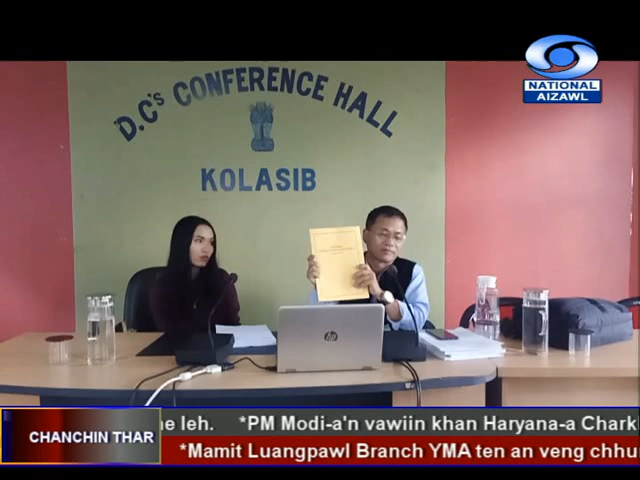 D.C's CONFERENCE HALL
KOLASIB
NATIONAL
AIZAWL
hp
CHANCHIN THAR
ne leh. *PM Modi-a'n vawiin khan Haryana-a Chark
*Mamit Luangpawl Branch YMA ten an veng chhu